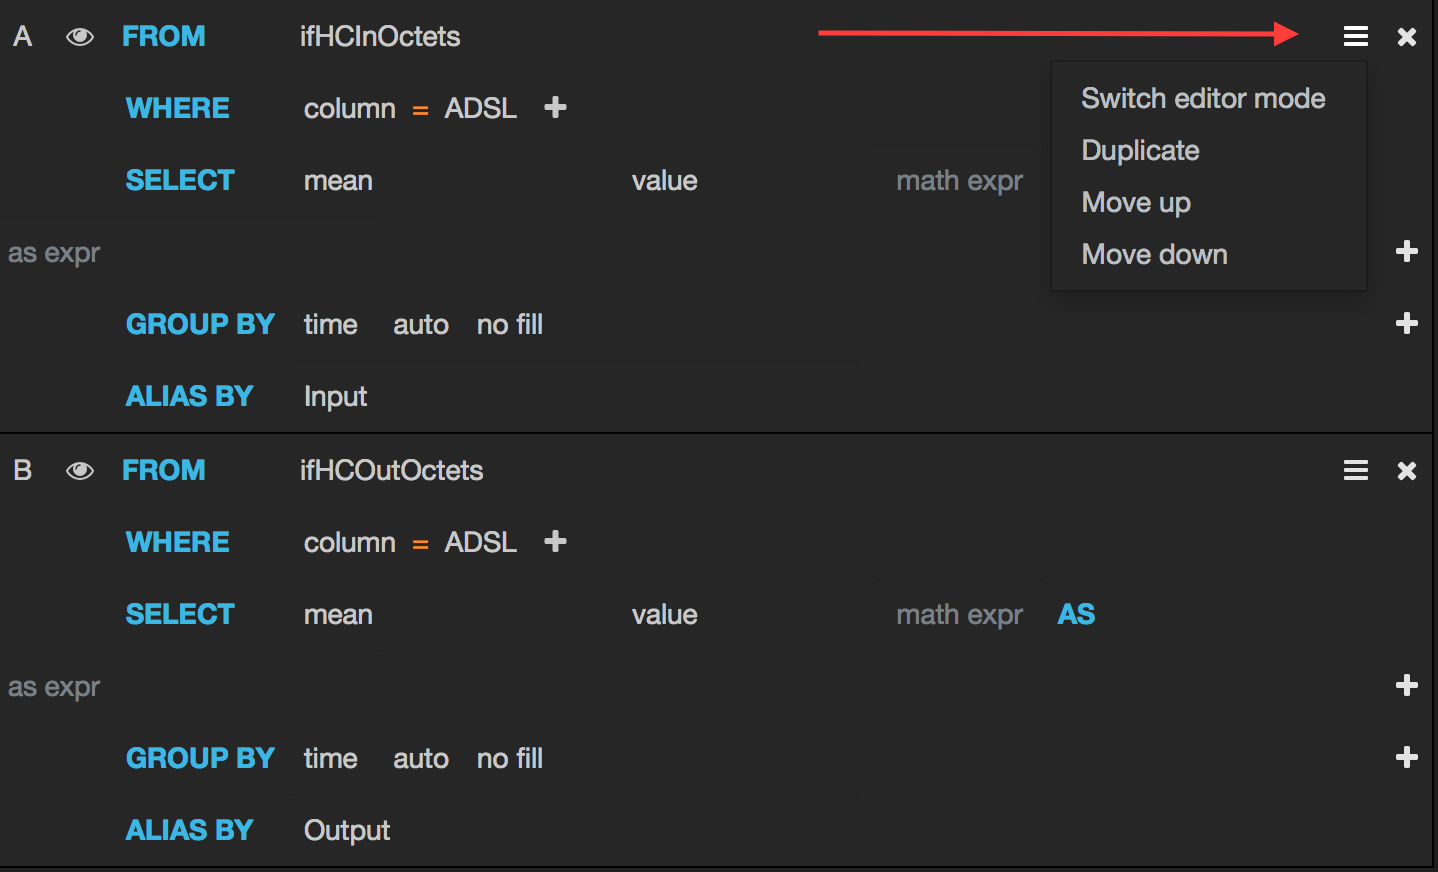 A FROM ifHCInOctets
WHERE column = ADSL
Switch editor mode
SELECT mean value math expr
Duplicate
Move up
as expr
Move down
GROUP BY time auto no fill
ALIAS BY Input
B FROM ifHCOutOctets
WHERE column = ADSL
SELECT mean value math expr AS
as expr
GROUP BY time auto no fill
ALIAS BY Output